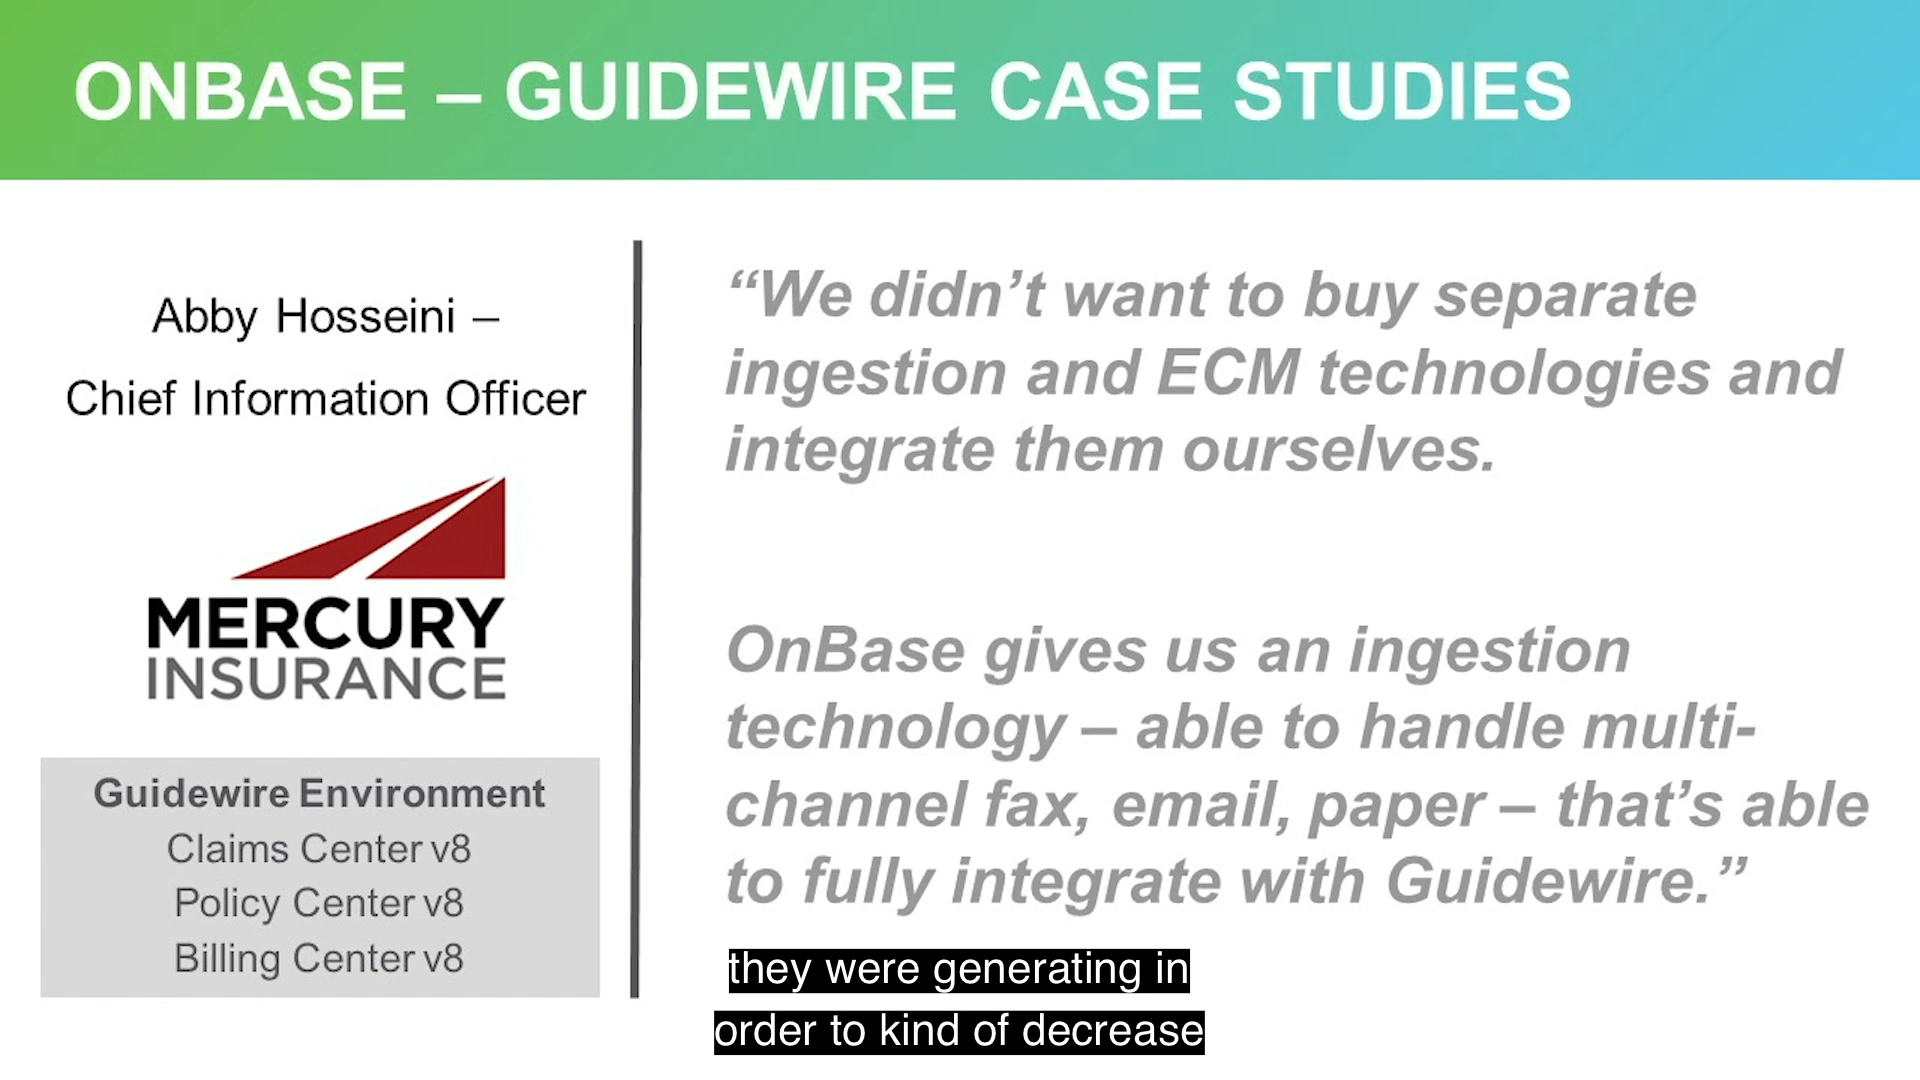 ONBASE – GUIDEWIRE CASE STUDIES
Abby Hosseini –
Chief Information Officer
MERCURY
INSURANCE
Guidewire Environment
Claims Center v8
Policy Center v8
Billing Center v8
“We didn’t want to buy separate
ingestion and ECM technologies and
integrate them ourselves.
OnBase gives us an ingestion
technology – able to handle multi-
channel fax, email, paper – that’s able
to fully integrate with Guidewire.”
they were generating in
order to kind of decrease